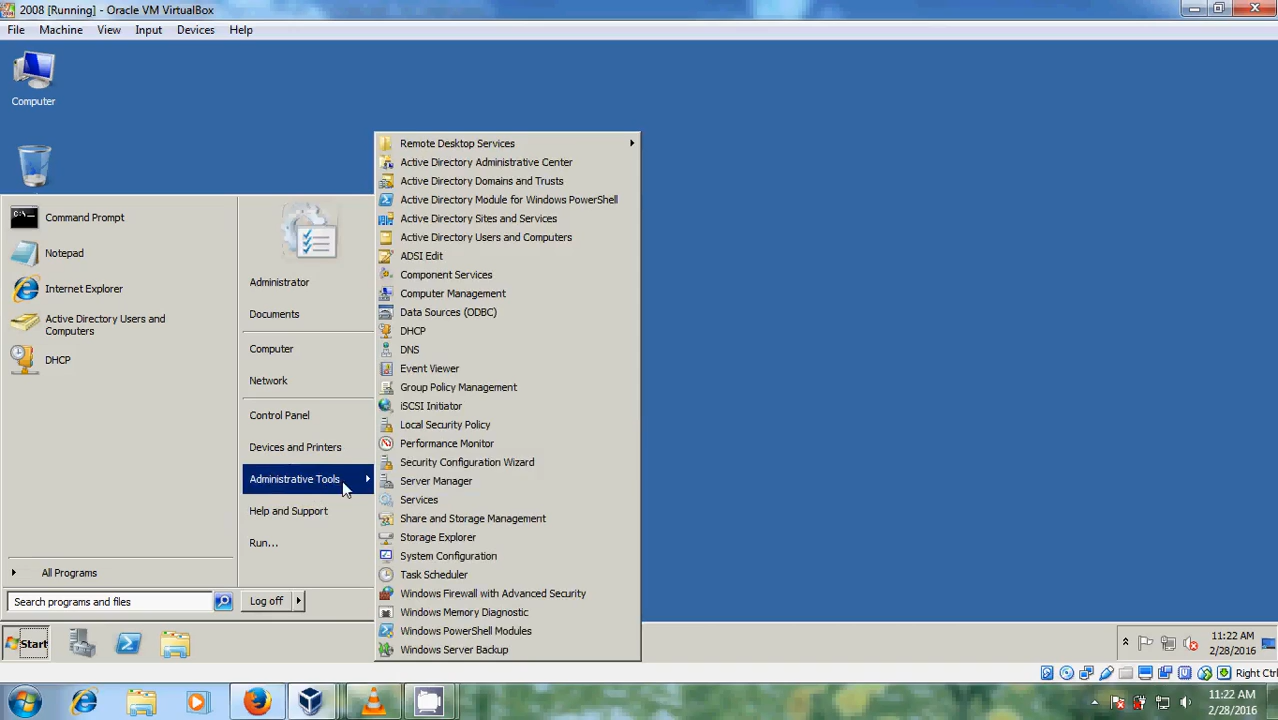 2008 [Running] - Oracle VM VirtualBox
File Machine View Input Devices Help
Computer
Command Prompt
Notepad
Internet Explorer
Active Directory Users and
Computers
DHCP
All Programs
Search programs and files
Administrator
Documents
Computer
Network
Control Panel
Devices and Printers
Administrative Tools
Help and Support
Run...
Log off
Remote Desktop Services
Active Directory Administrative Center
Active Directory Domains and Trusts
Active Directory Module for Windows PowerShell
Active Directory Sites and Services
Active Directory Users and Computers
ADSI Edit
Component Services
Computer Management
Data Sources (ODBC)
DHCP
DNS
Event Viewer
Group Policy Management
iSCSI Initiator
Local Security Policy
Performance Monitor
Security Configuration Wizard
Server Manager
Services
Share and Storage Management
Storage Explorer
System Configuration
Task Scheduler
Windows Firewall with Advanced Security
Windows Memory Diagnostic
Windows PowerShell Modules
Windows Server Backup
Start
11:22 AM
2/28/2016
Right Ctrl
11:22 AM
2/28/2016